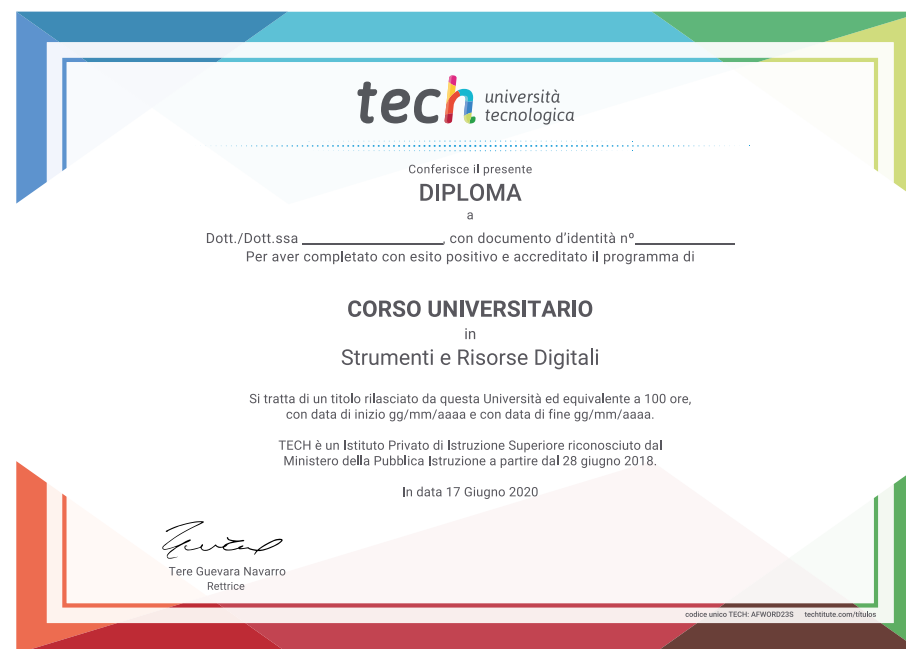 tech università
tecnologica
Conferisce il presente
DIPLOMA
a
Dott./Dott.ssa ____________________, con documento d'identità nº______________
Per aver completato con esito positivo e accreditato il programma di
CORSO UNIVERSITARIO
in
Strumenti e Risorse Digitali
Si tratta di un titolo rilasciato da questa Università ed equivalente a 100 ore,
con data di inizio gg/mm/aaaa e con data di fine gg/mm/aaaa.
TECH è un Istituto Privato di Istruzione Superiore riconosciuto dal
Ministero della Pubblica Istruzione a partire dal 28 giugno 2018.
In data 17 Giugno 2020
Tere Guevara Navarro
Rettrice
codice unico TECH: AFWORD23S techtitute.com/titulos